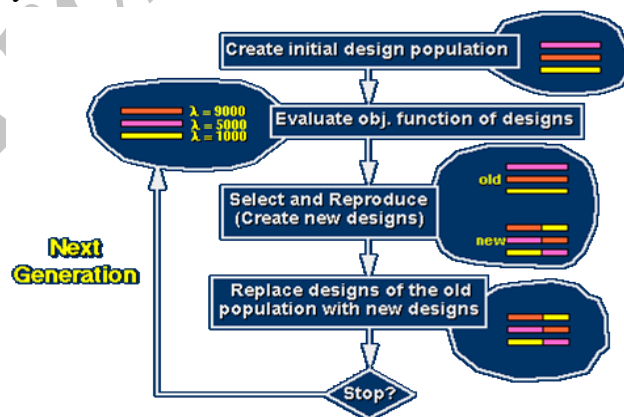 Create initial design population
λ = 9000
λ = 5000
λ = 1000
Evaluate obj. function of designs
Select and Reproduce
(Create new designs)
old
new
Next
Generation
Replace designs of the old
population with new designs
Stop?